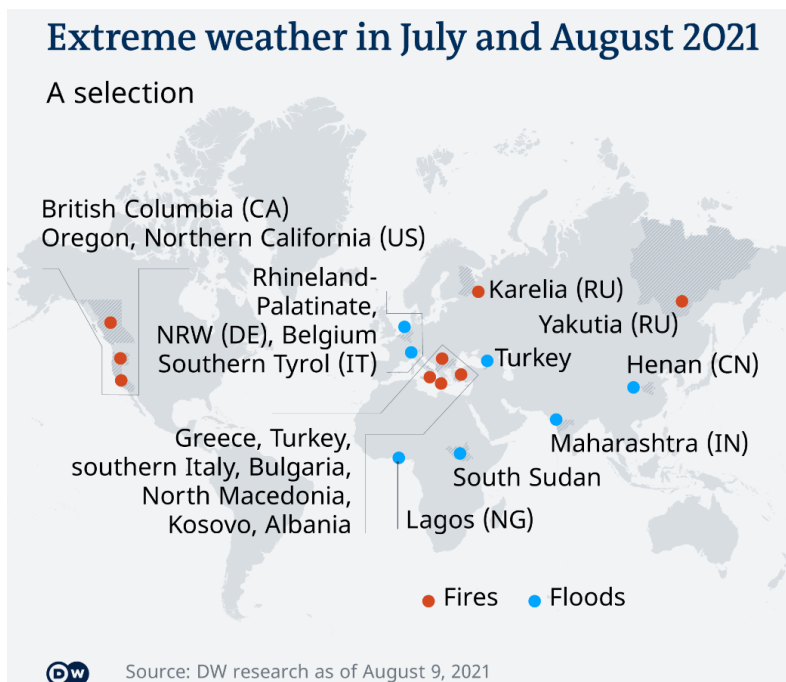 Extreme weather in July and August 2021
A selection
British Columbia (CA)
Oregon, Northern California (US)
Rhineland-
Palatinate,
NRW (DE), Belgium
Southern Tyrol (IT)
Karelia (RU)
Yakutia (RU)
Turkey
Henan (CN)
Maharashtra (IN)
South Sudan
Lagos (NG)
Greece, Turkey,
southern Italy, Bulgaria,
North Macedonia,
Kosovo, Albania
Fires
Floods
DW
Source: DW research as of August 9, 2021